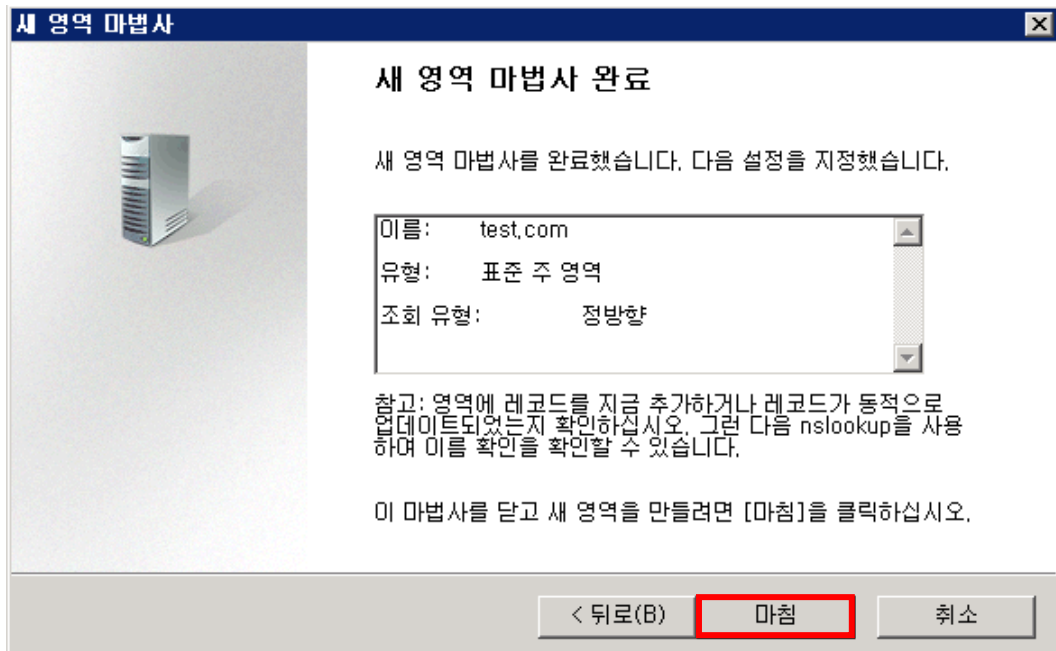 새 영역 마법사
새 영역 마법사 완료
새 영역 마법사를 완료했습니다. 다음 설정을 지정했습니다.
이름: test.com
유형: 표준 주 영역
조회 유형: 정방향
참고: 영역에 레코드를 지금 추가하거나 레코드가 동적으로
업데이트되었는지 확인하십시오. 그런 다음 nslookup을 사용
하여 이름 확인을 확인할 수 있습니다.
이 마법사를 닫고 새 영역을 만들려면 [마침]을 클릭하십시오.
< 뒤로(B) 마침 취소